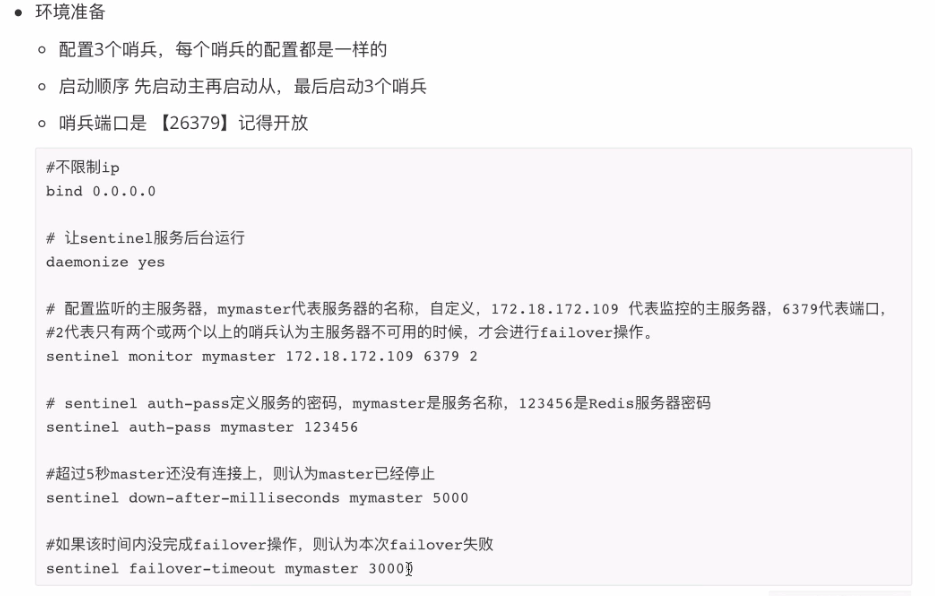 环境准备
配置3个哨兵，每个哨兵的配置都是一样的
启动顺序 先启动主再启动从，最后启动3个哨兵
哨兵端口是 【26379】记得开放
#不限制ip
bind 0.0.0.0
# 让sentinel服务后台运行
daemonize yes
# 配置监听的主服务器，mymaster代表服务器的名称，自定义，172.18.172.109 代表监控的主服务器，6379代表端口，
#2代表只有两个或两个以上的哨兵认为主服务器不可用的时候，才会进行failover操作。
sentinel monitor mymaster 172.18.172.109 6379 2
# sentinel auth-pass定义服务的密码，mymaster是服务名称，123456是Redis服务器密码
sentinel auth-pass mymaster 123456
#超过5秒master还没有连接上，则认为master已经停止
sentinel down-after-milliseconds mymaster 5000
#如果该时间内没完成failover操作，则认为本次failover失败
sentinel failover-timeout mymaster 30000